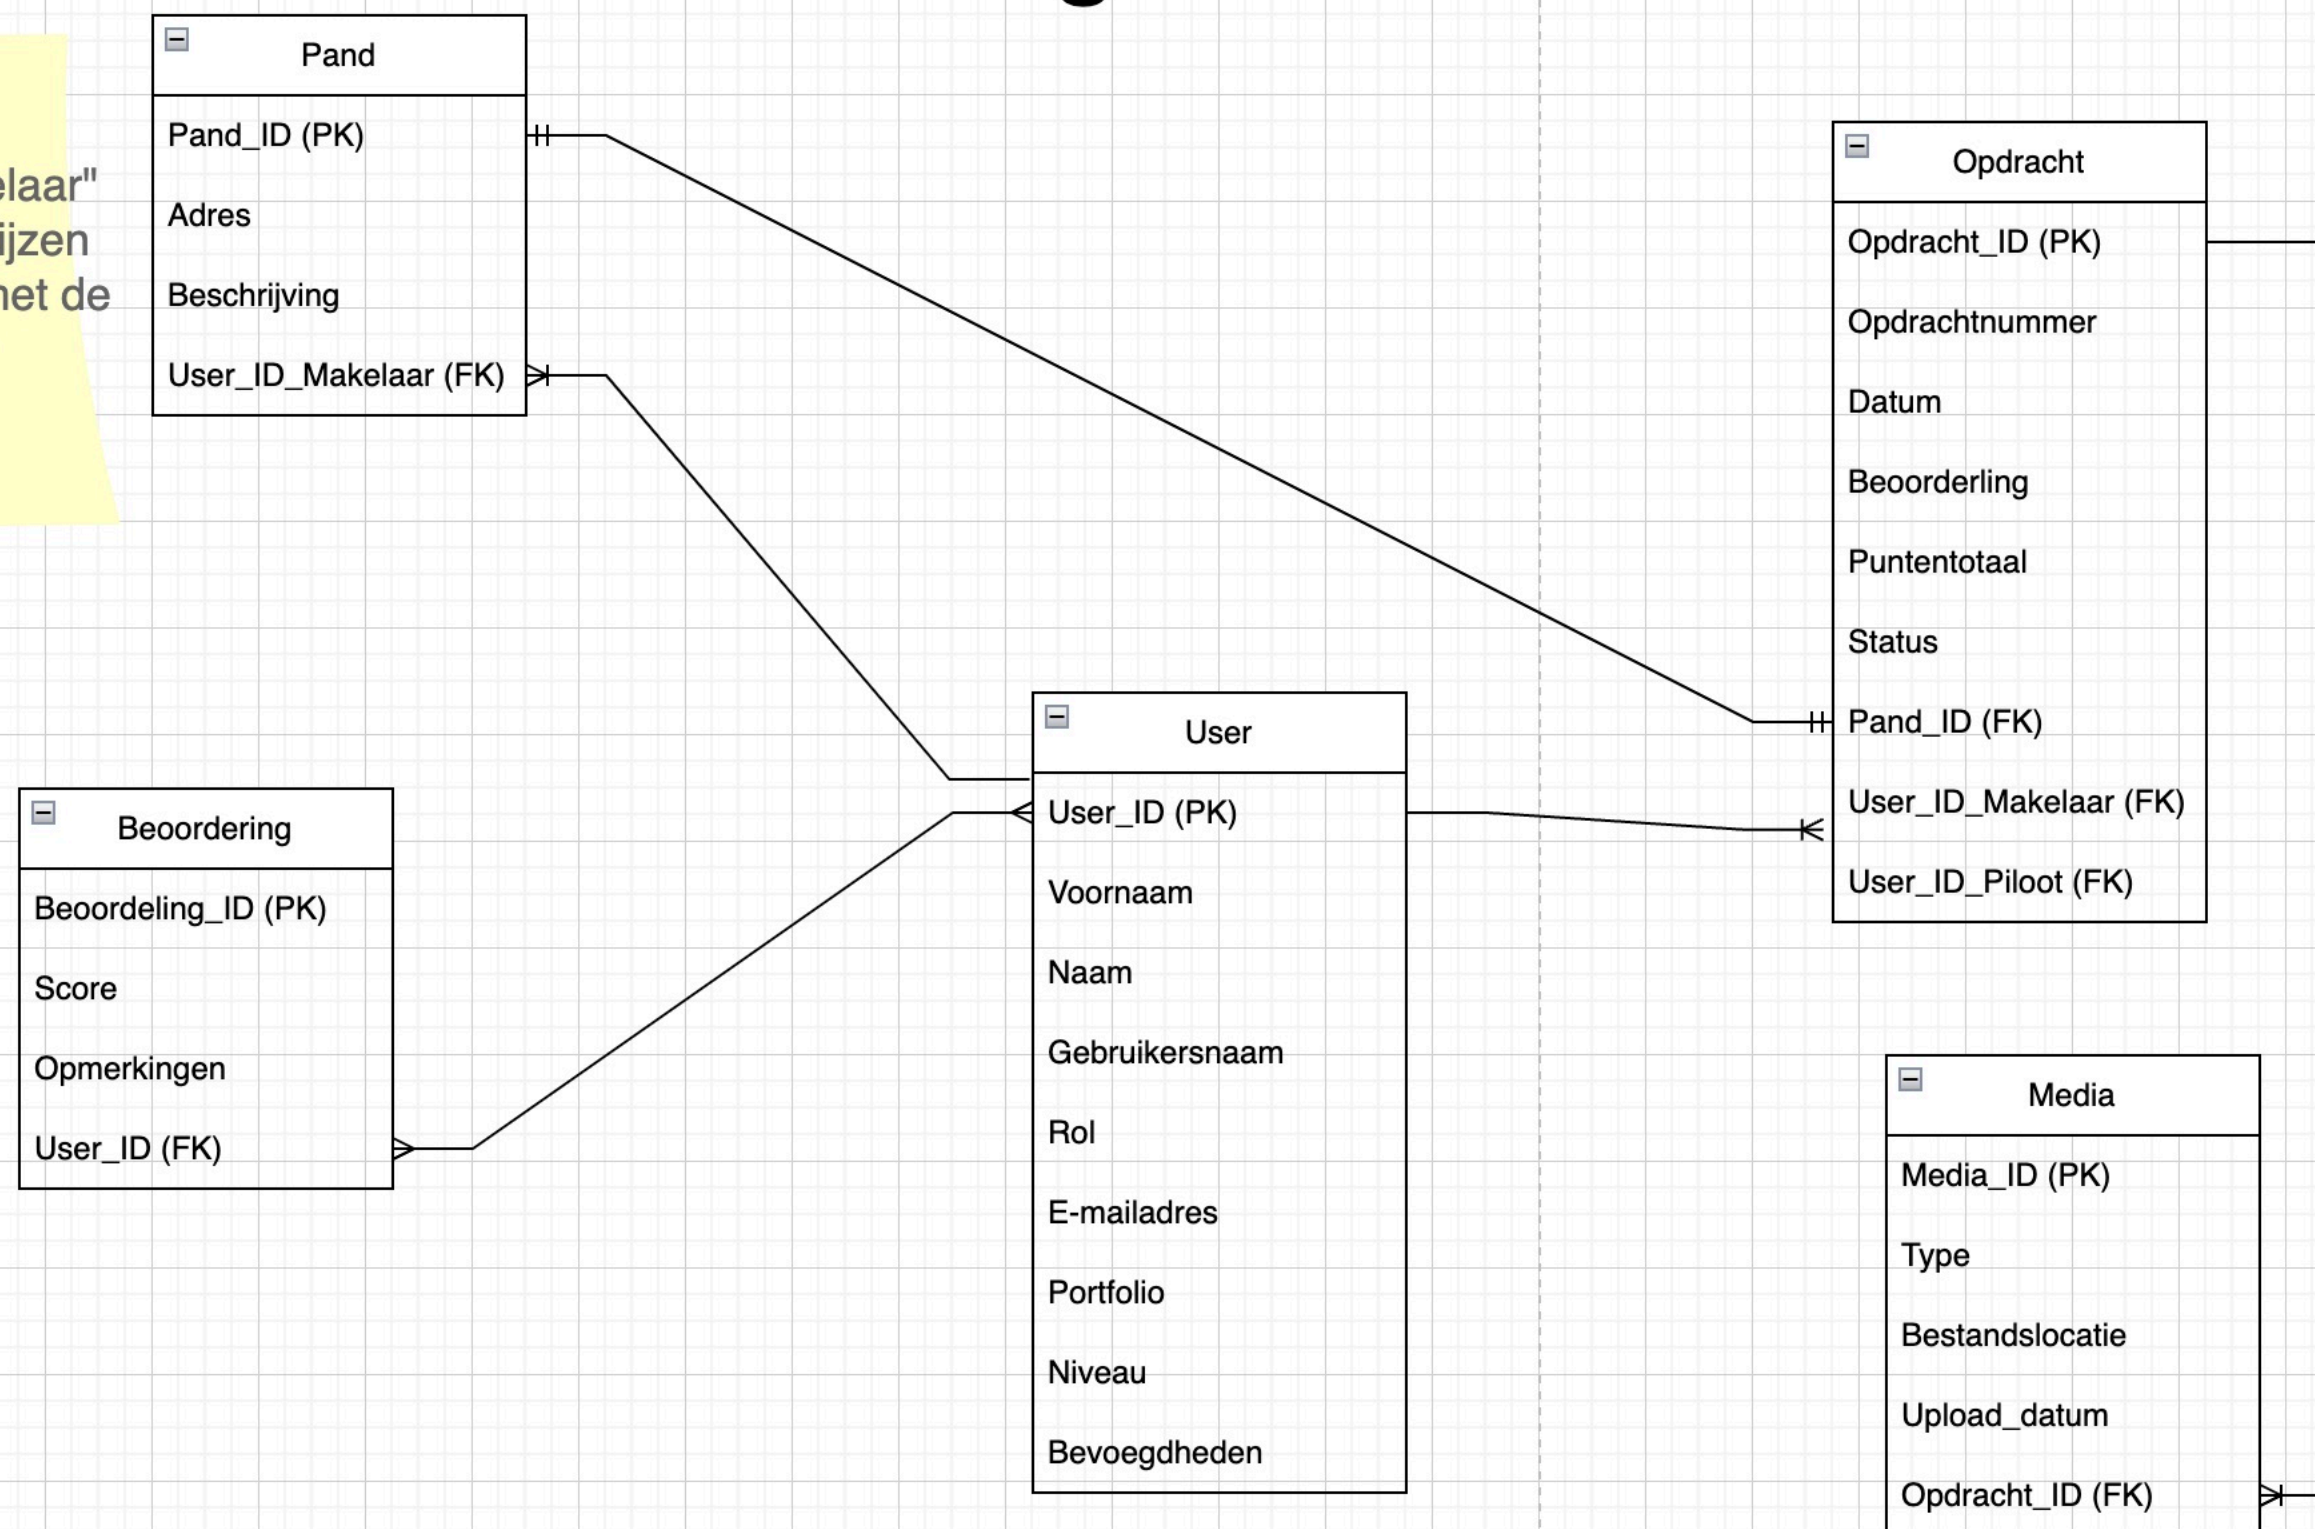 elaar"
ijzen
net de
Pand
Pand_ID (PK)
Adres
Beschrijving
User_ID_Makelaar (FK)
Opdracht
Opdracht_ID (PK)
Opdrachtnummer
Datum
Beoorderling
Puntentotaal
Status
Pand_ID (FK)
User_ID_Makelaar (FK)
User_ID_Piloot (FK)
User
User_ID (PK)
Voornaam
Naam
Gebruikersnaam
Rol
E-mailadres
Portfolio
Niveau
Bevoegdheden
Beoordering
Beoordeling_ID (PK)
Score
Opmerkingen
User_ID (FK)
Media
Media_ID (PK)
Type
Bestandslocatie
Upload_datum
Opdracht_ID (FK)